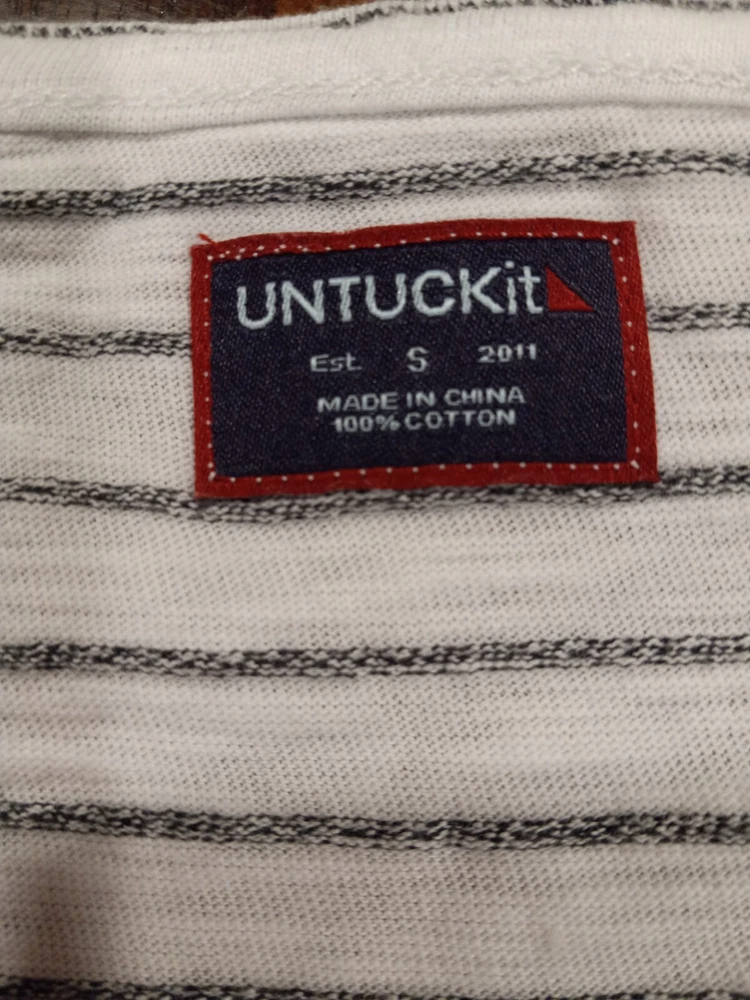 UNTUCKit
Est. S 2011
MADE IN CHINA
100% COTTON